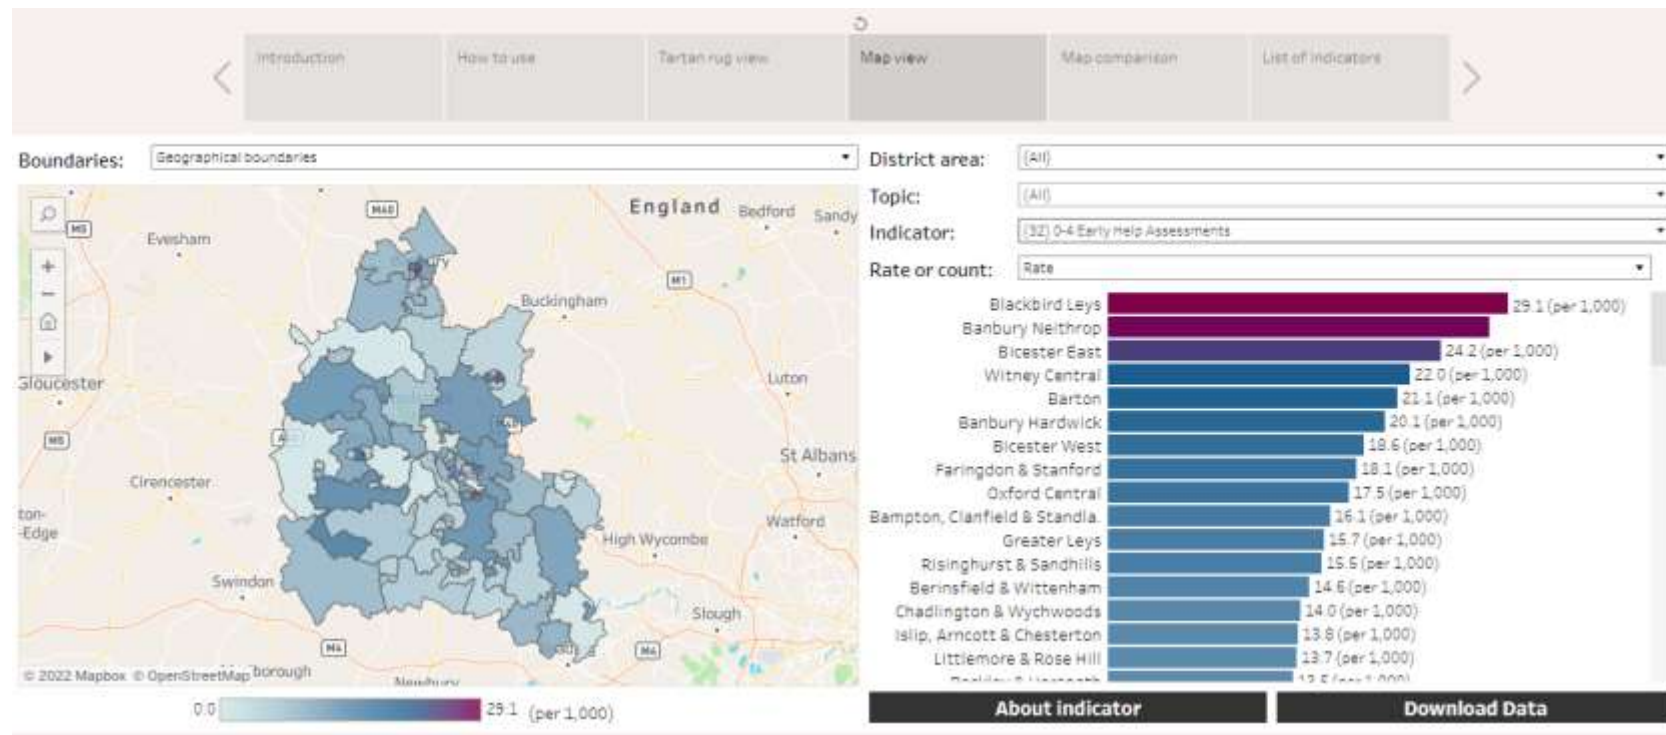 Introduction
How to use
Tartan rug view
Map view
Map comparison
List of indicators
Boundaries:
Geographical boundaries
District area:
(All)
Topic:
(All)
Indicator:
(32) 0-4 Early Help Assessments
Rate or count:
Rate
M5
Evesham
M40
England
Bedford
Sandy
M1
Buckingham
Gloucester
Luton
M5
Cirencester
St Albans
Watford
High Wycombe
Swindon
Slough
M4
M4
Newbury
© 2022 Mapbox © OpenStreetMap
borough
0.0
29.1 (per 1,000)
Blackbird Leys 29.1 (per 1,000)
Banbury Neithrop
Bicester East 24.2 (per 1,000)
Witney Central 22.0 (per 1,000)
Barton 21.1 (per 1,000)
Banbury Hardwick 20.1 (per 1,000)
Bicester West 18.6 (per 1,000)
Faringdon & Stanford 18.1 (per 1,000)
Oxford Central 17.5 (per 1,000)
Bampton, Clanfield & Standla. 16.1 (per 1,000)
Greater Leys 15.7 (per 1,000)
Risinghurst & Sandhills 15.5 (per 1,000)
Berinsfield & Wittenham 14.6 (per 1,000)
Chadlington & Wychwoods 14.0 (per 1,000)
Islip, Arncott & Chesterton 13.8 (per 1,000)
Littlemore & Rose Hill 13.7 (per 1,000)
About indicator
Download Data